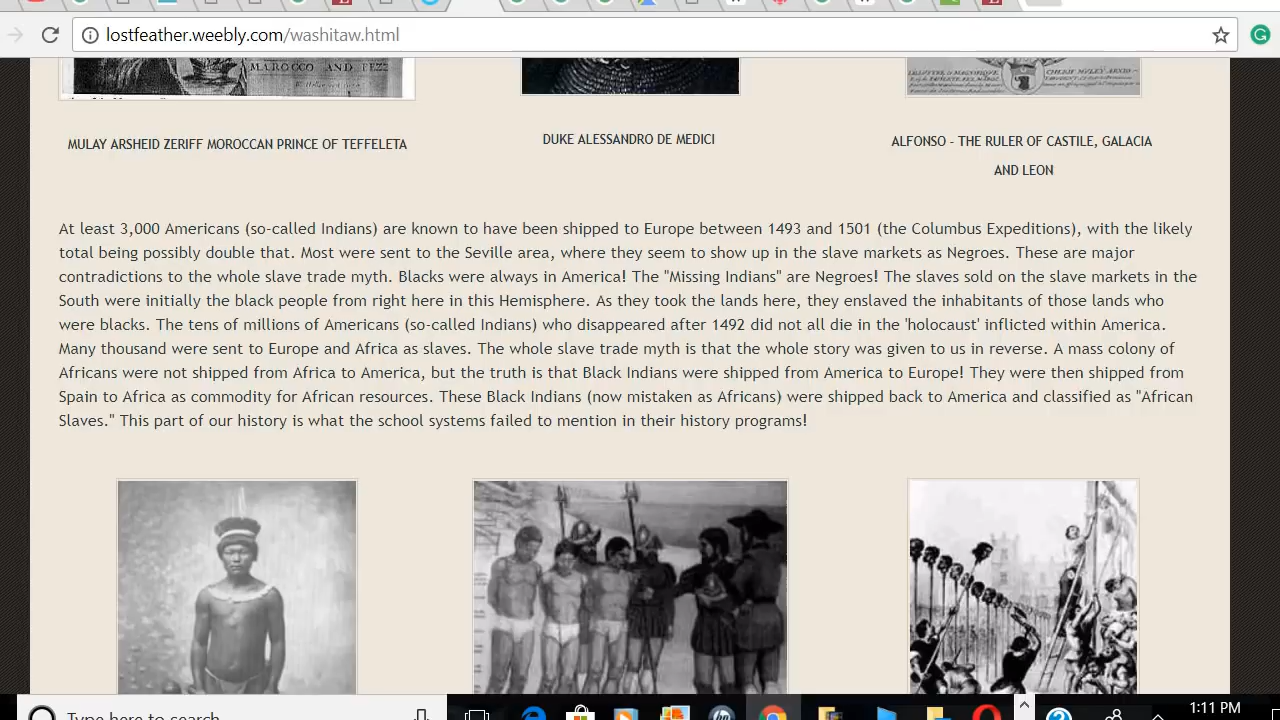 lostfeather.weebly.com/washitaw.html
MAROCCO AND FEZZ
MULAY ARSHEID ZERIFF MOROCCAN PRINCE OF TEFFELETA
DUKE ALESSANDRO DE MEDICI
ALFONSO - THE RULER OF CASTILE, GALACIA
AND LEON
At least 3,000 Americans (so-called Indians) are known to have been shipped to Europe between 1493 and 1501 (the Columbus Expeditions), with the likely
total being possibly double that. Most were sent to the Seville area, where they seem to show up in the slave markets as Negroes. These are major
contradictions to the whole slave trade myth. Blacks were always in America! The "Missing Indians" are Negroes! The slaves sold on the slave markets in the
South were initially the black people from right here in this Hemisphere. As they took the lands here, they enslaved the inhabitants of those lands who
were blacks. The tens of millions of Americans (so-called Indians) who disappeared after 1492 did not all die in the 'holocaust' inflicted within America.
Many thousand were sent to Europe and Africa as slaves. The whole slave trade myth is that the whole story was given to us in reverse. A mass colony of
Africans were not shipped from Africa to America, but the truth is that Black Indians were shipped from America to Europe! They were then shipped from
Spain to Africa as commodity for African resources. These Black Indians (now mistaken as Africans) were shipped back to America and classified as "African
Slaves." This part of our history is what the school systems failed to mention in their history programs!
Type here to search
1:11 PM